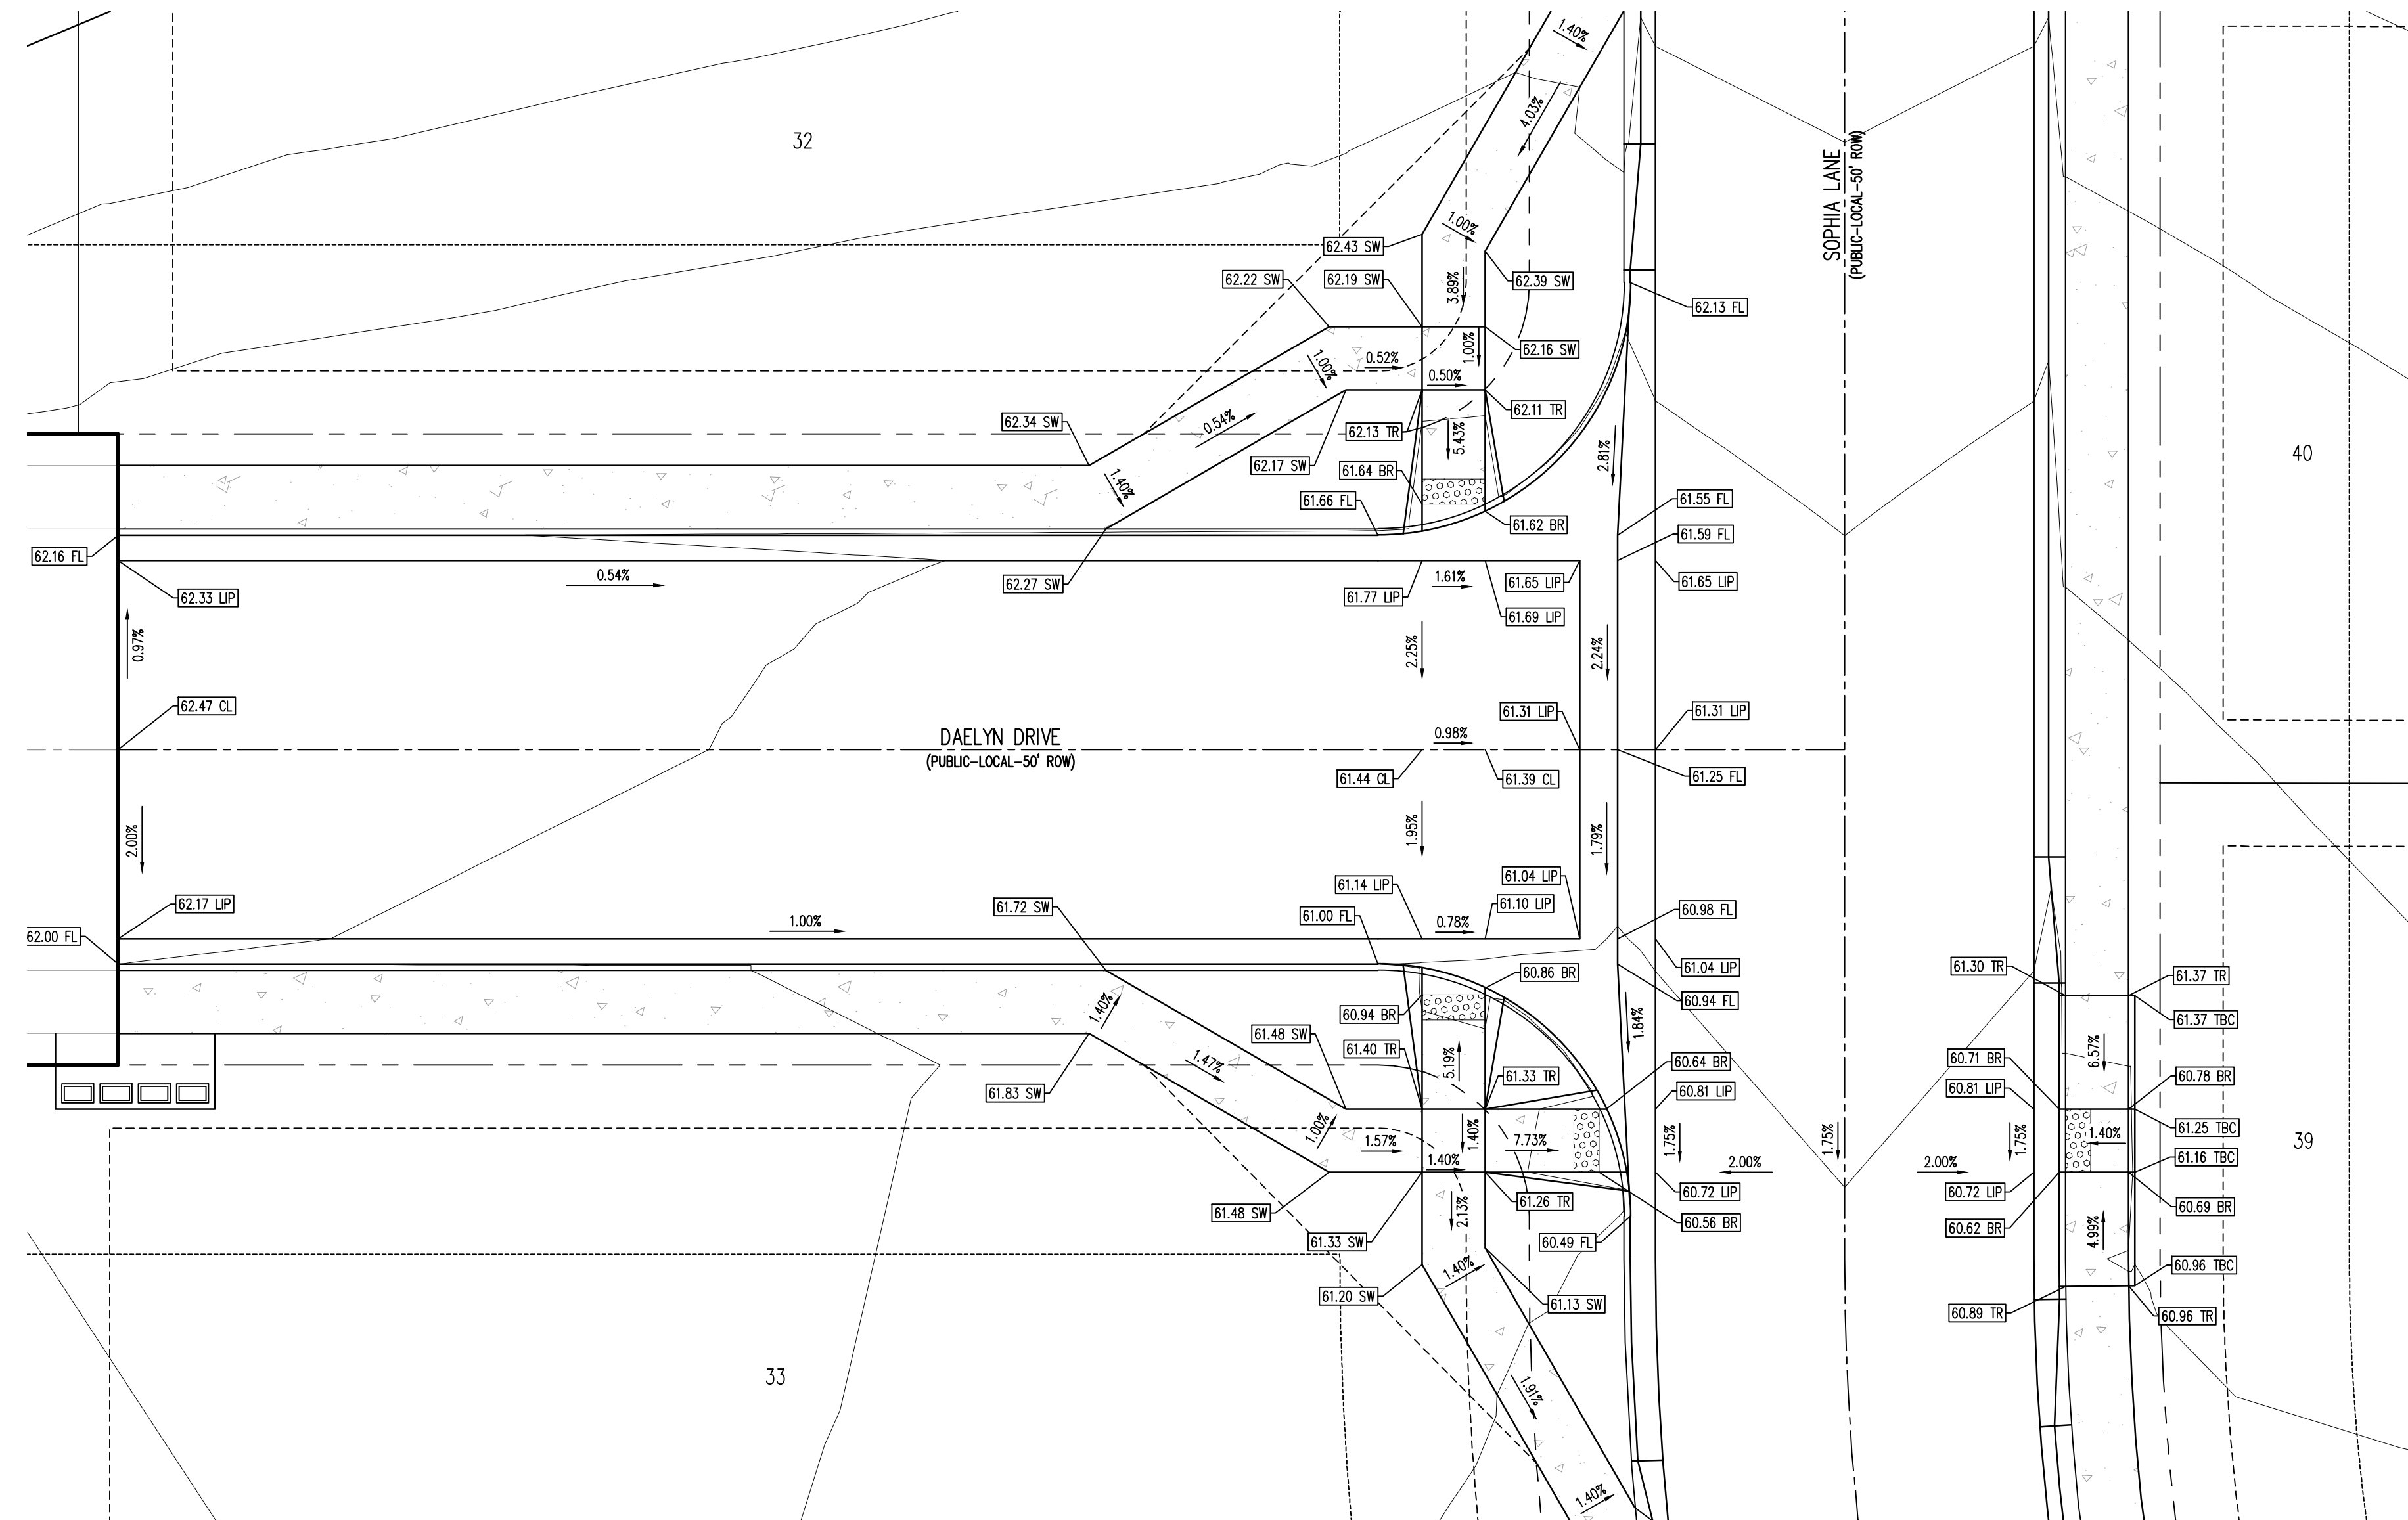 1.40%
4.03%
32
SOPHIA LANE
(PUBLIC-LOCAL-50' ROW)
1.00%
62.43 SW
62.22 SW
62.19 SW
3.89%
62.39 SW
62.13 FL
1.00%
0.52%
1.00%
62.16 SW
0.50%
62.34 SW
0.54%
62.13 TR
62.11 TR
5.43%
2.81%
40
1.40%
62.17 SW
61.64 BR
61.66 FL
61.62 BR
61.55 FL
61.59 FL
62.16 FL
62.33 LIP
0.54%
62.27 SW
61.77 LIP
1.61%
61.65 LIP
61.65 LIP
61.69 LIP
0.97%
2.25%
2.24%
62.47 CL
61.31 LIP
61.31 LIP
DAELYN DRIVE
(PUBLIC-LOCAL-50' ROW)
0.98%
61.44 CL
61.39 CL
61.25 FL
2.00%
1.95%
1.79%
62.17 LIP
61.72 SW
61.14 LIP
61.04 LIP
61.10 LIP
61.00 FL
60.98 FL
62.00 FL
1.00%
0.78%
60.86 BR
61.04 LIP
61.30 TR
61.37 TR
1.40%
60.94 BR
60.94 FL
61.37 TBC
61.48 SW
61.40 TR
5.19%
1.84%
6.57%
1.47%
61.33 TR
60.64 BR
60.71 BR
60.78 BR
61.83 SW
60.81 LIP
60.81 LIP
1.00%
1.57%
1.40%
7.73%
1.75%
1.75%
1.75%
1.40%
61.25 TBC
39
1.40%
2.00%
2.00%
61.16 TBC
61.48 SW
2.13%
61.26 TR
60.72 LIP
60.72 LIP
60.69 BR
61.33 SW
60.49 FL
60.56 BR
60.62 BR
4.99%
1.40%
60.96 TBC
61.20 SW
61.13 SW
60.89 TR
60.96 TR
33
1.91%
1.40%